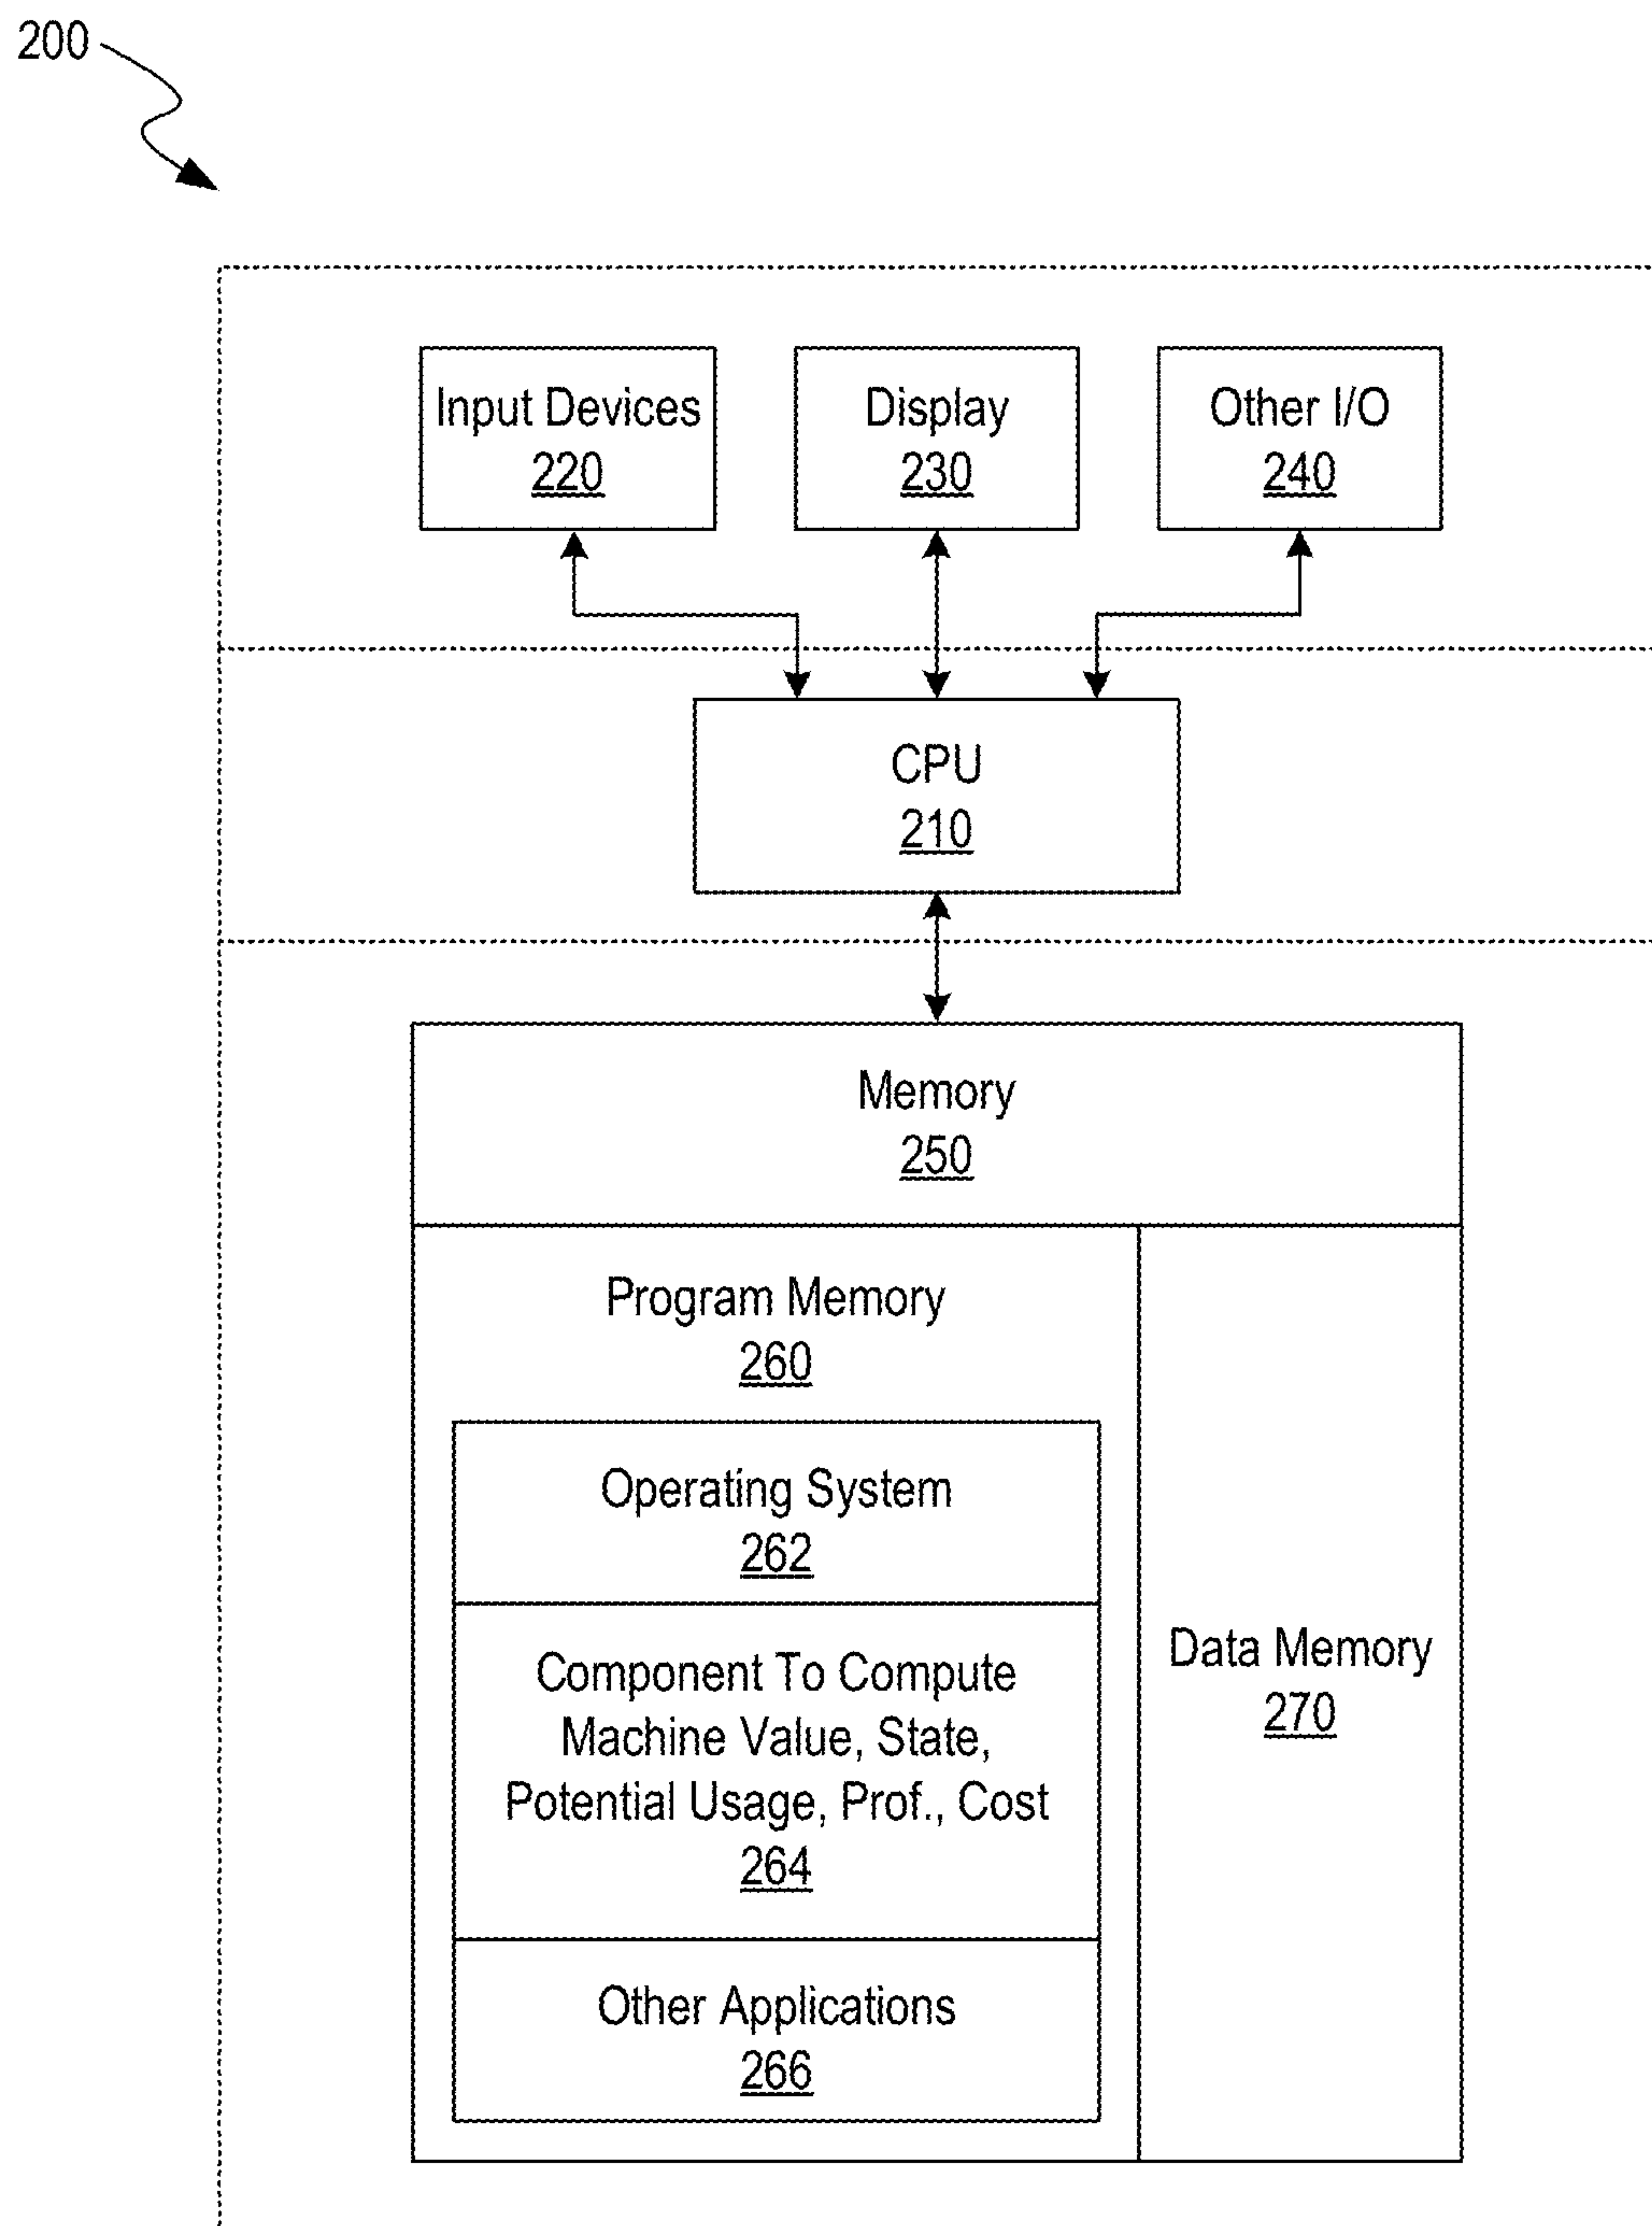 200
Input Devices
220
Display
230
Other I/O
240
CPU
210
Memory
250
Program Memory
260
Operating System
262
Component To Compute
Machine Value, State,
Potential Usage, Prof., Cost
264
Other Applications
266
Data Memory
270